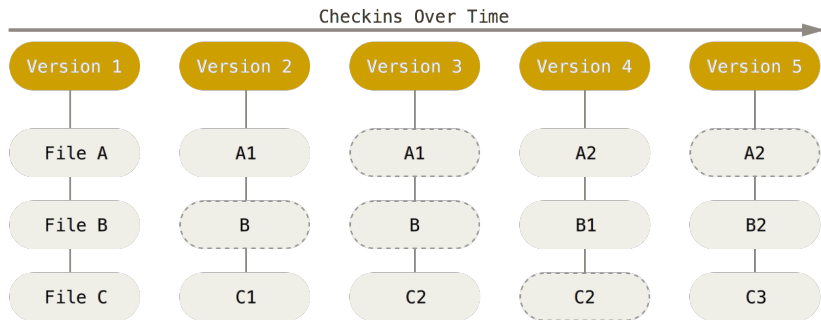 Checkins Over Time
Version 1 Version 2 Version 3 Version 4 Version 5
File A A1 A1 A2 A2
File B B B B1 B2
File C C1 C2 C2 C3